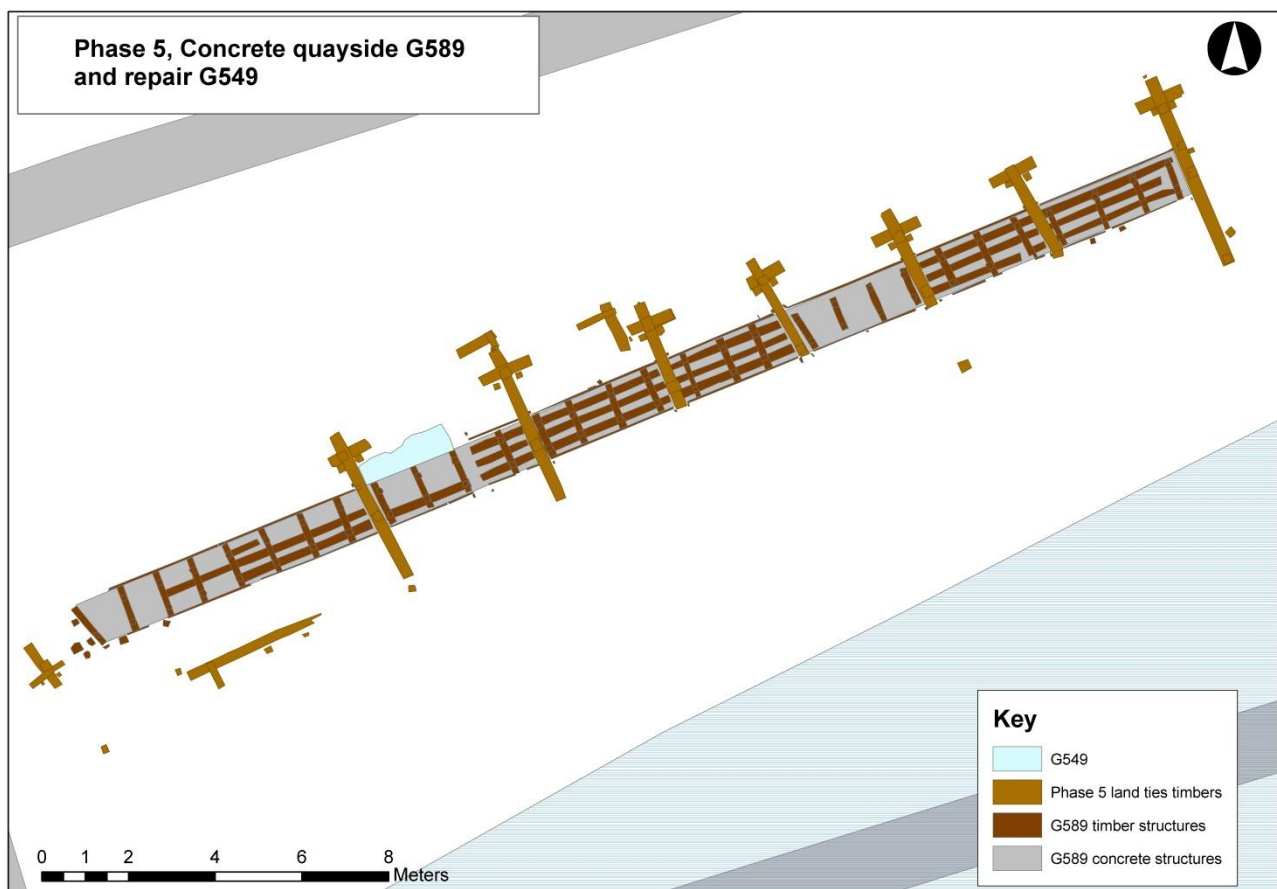 Phase 5, Concrete quayside G589
and repair G549
Key
G549
Phase 5 land ties timbers
G589 timber structures
G589 concrete structures
0 1 2 4 6 8
Meters